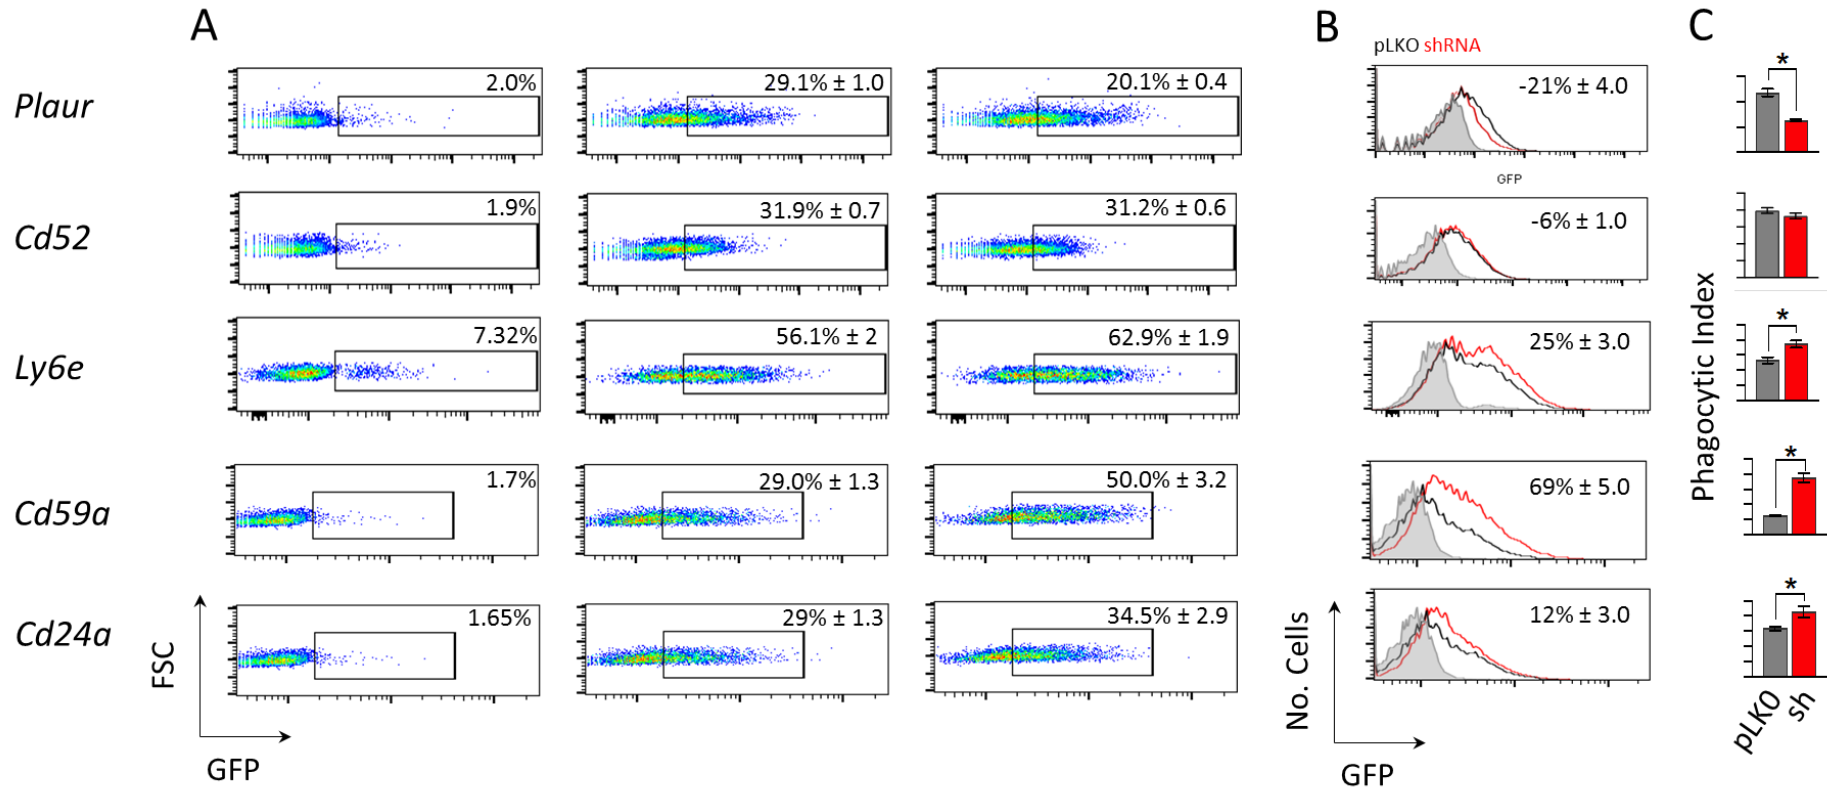 A
B
C
pLKO shRNA
Plaur
2.0%
29.1% ± 1.0
20.1% ± 0.4
-21% ± 4.0
*
GFP
Cd52
1.9%
31.9% ± 0.7
31.2% ± 0.6
-6% ± 1.0
Ly6e
7.32%
56.1% ± 2
62.9% ± 1.9
25% ± 3.0
*
Cd59a
1.7%
29.0% ± 1.3
50.0% ± 3.2
69% ± 5.0
*
Cd24a
1.65%
29% ± 1.3
34.5% ± 2.9
12% ± 3.0
*
Phagocytic Index
FSC
GFP
No. Cells
GFP
pLKO
sh